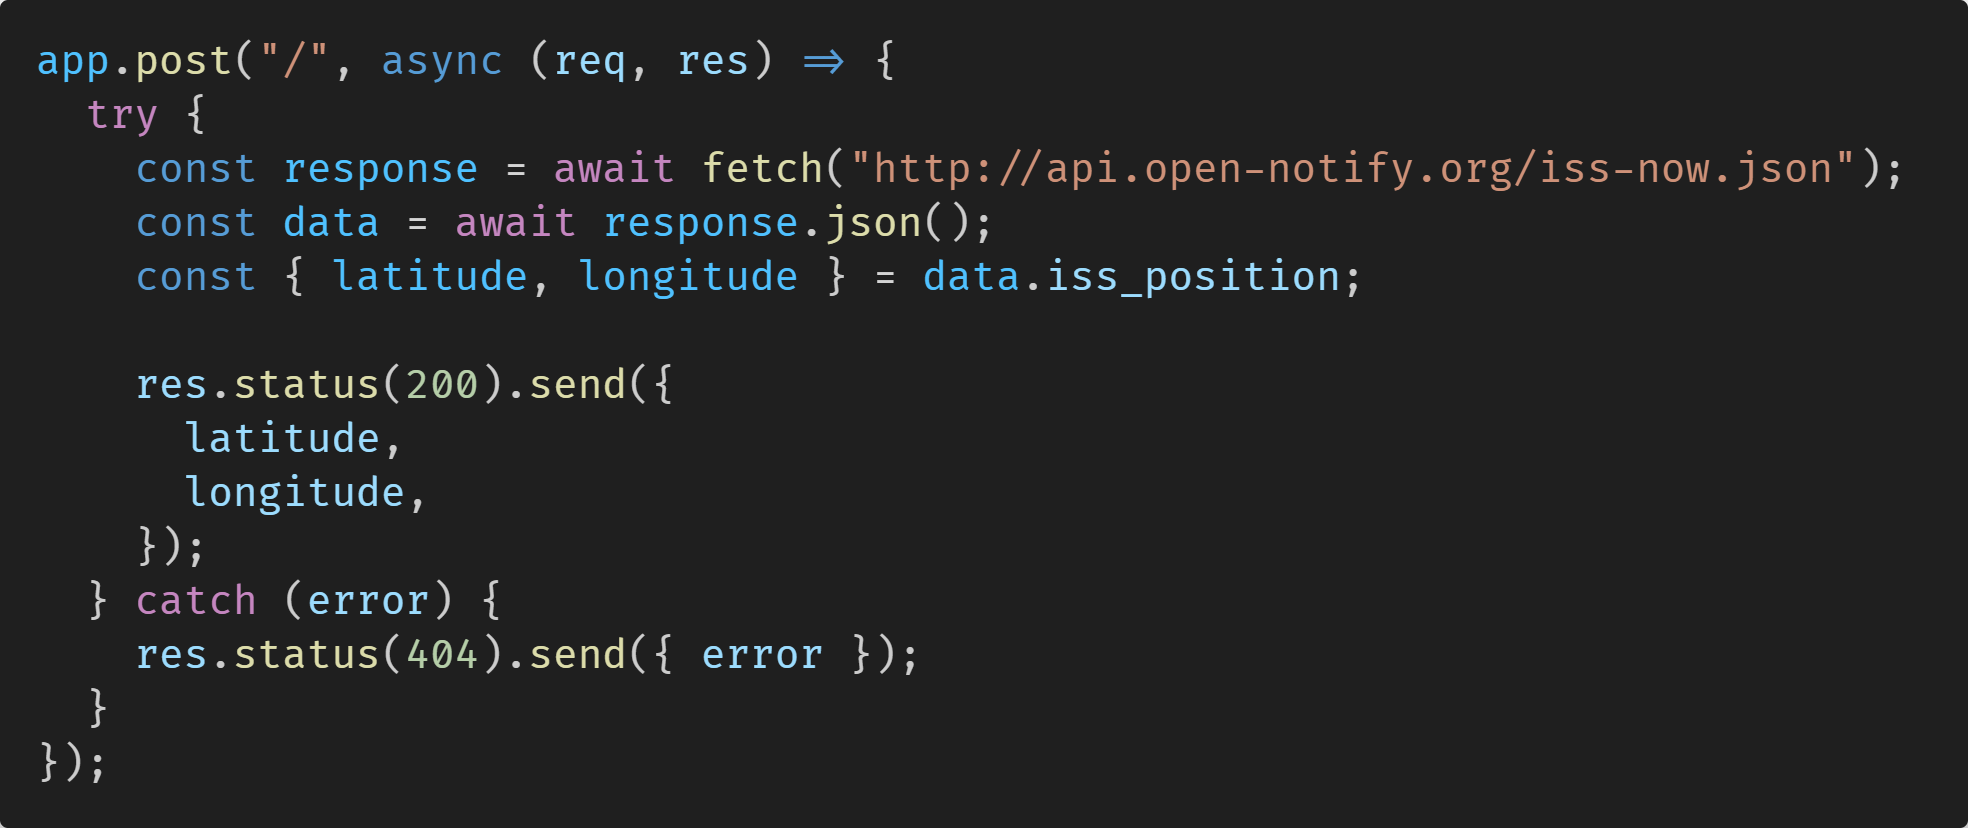 app.post("/", async (req, res) => {
  try {
    const response = await fetch("http://api.open-notify.org/iss-now.json");
    const data = await response.json();
    const { latitude, longitude } = data.iss_position;

    res.status(200).send({
      latitude,
      longitude,
    });
  } catch (error) {
    res.status(404).send({ error });
  }
});